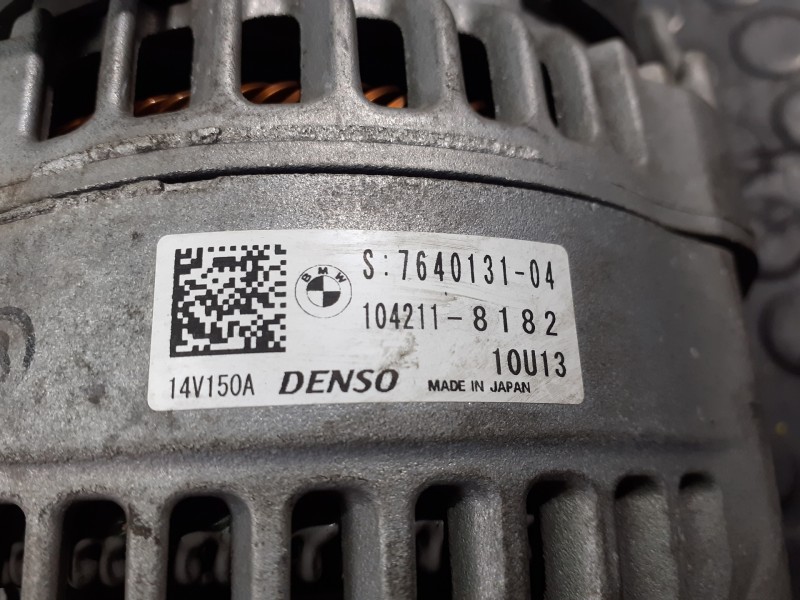 BMW
S:7640131-04
104211-8182
10U13
14V150A DENSO MADE IN JAPAN